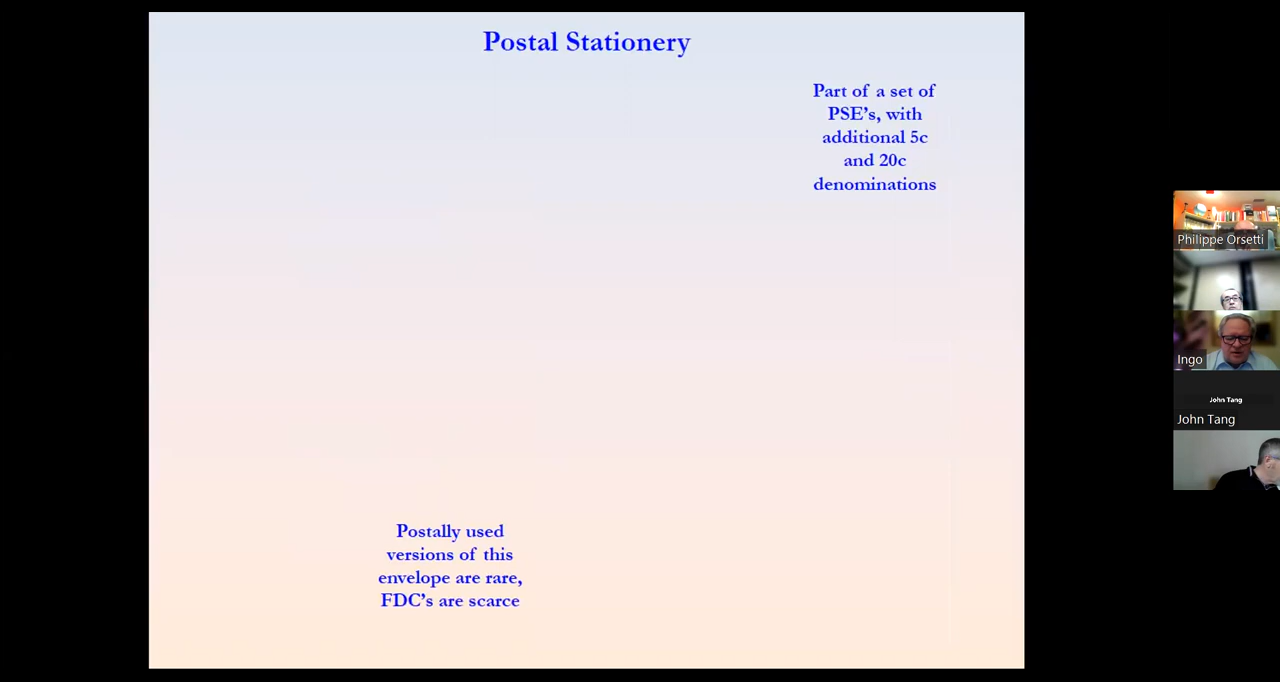 Postal Stationery
Part of a set of
PSE's, with
additional 5c
and 20c
denominations
Postally used
versions of this
envelope are rare,
FDC's are scarce
Philippe Orsetti
Ingo
John Tang
John Tang